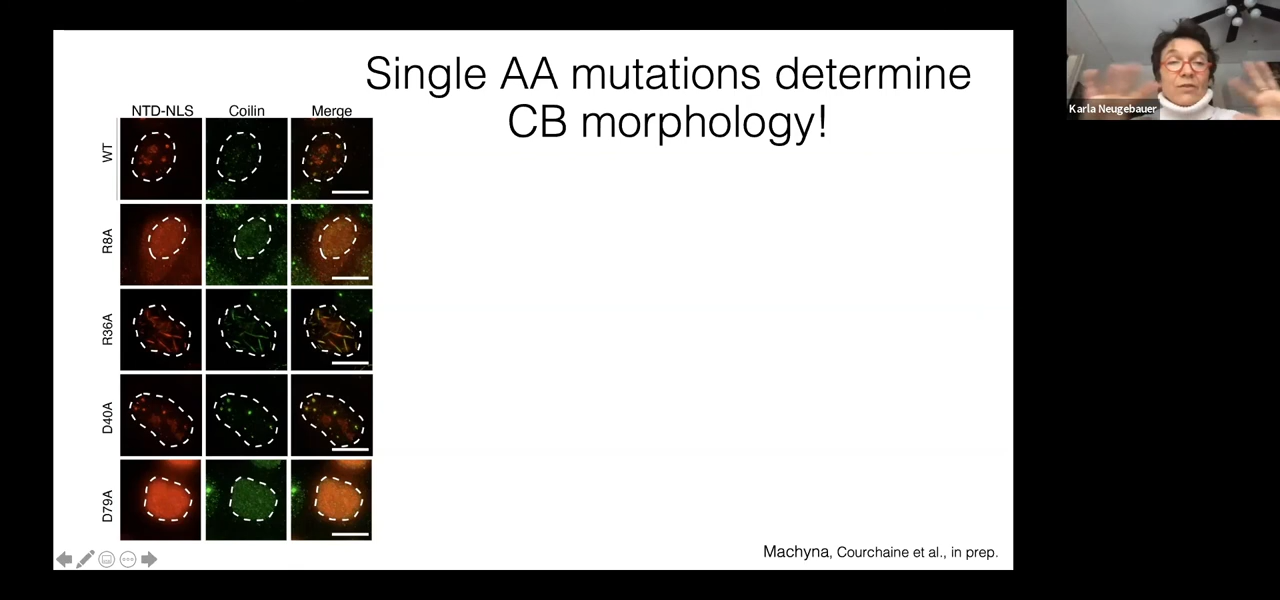 Single AA mutations determine
CB morphology!
NTD-NLS Coilin Merge
WT
R8A
R36A
D40A
D79A
Machyna, Courchaine et al., in prep.
Karla Neugebauer